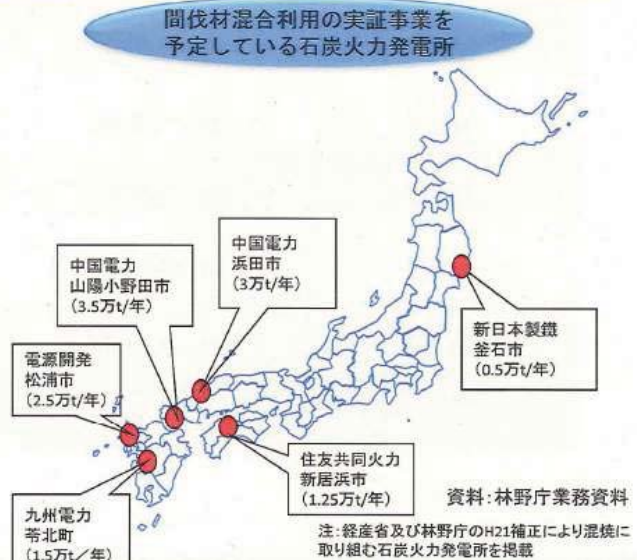 間伐材混合利用の実証事業を
予定している石炭火力発電所
中国電力
浜田市
(3万t/年)
中国電力
山陽小野田市
(3.5万t/年)
新日本製鐵
釜石市
(0.5万t/年)
電源開発
松浦市
(2.5万t/年)
住友共同火力
新居浜市
(1.25万t/年)
九州電力
苓北町
(1.5万t/年)
資料:林野庁業務資料
注:経産省及び林野庁のH21補正により混焼に
取り組む石炭火力発電所を掲載